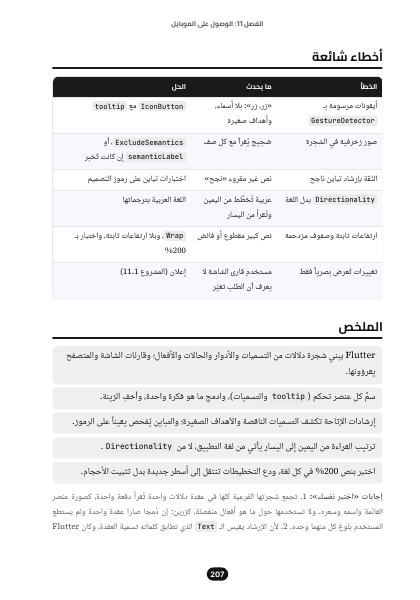 الفصل 11: الوصول على الموبايل
أخطاء شائعة
الخطأ ما يحدث الحل
أيقونات مرسومة بـ «زر، زر»: بلا أسماء، IconButton مع tooltip
GestureDetector وأهداف صغيرة
صور زخرفية في الشجرة ضجيج يُقرأ مع كل صف ExcludeSemantics، أو
semanticLabel إن كانت تُخبر
الثقة بإرشاد تباين ناجح نص غير مقروء «نجح» اختبارات تباين على رموز التصميم
Directionality بدل اللغة عربية تُخطَّط من اليمين اللغة العربية بترجماتها
وتُقرأ من اليسار
ارتفاعات ثابتة وصفوف مزدحمة نص كبير مقطوع أو فائض Wrap، وبلا ارتفاعات ثابتة، واختبار بـ
200%
تغييرات تُعرض بصرياً فقط مستخدم قارئ الشاشة لا إعلان (المشروع 11.1)
يعرف أن الطلب تغيّر
الملخص
Flutter يبني شجرة دلالات من التسميات والأدوار والحالات والأفعال؛ وقارئات الشاشة والمتصفح
يقرؤونها.
سمِّ كل عنصر تحكم (tooltip والتسميات)، وادمج ما هو فكرة واحدة، وأخفِ الزينة.
إرشادات الإتاحة تكشف التسميات الناقصة والأهداف الصغيرة؛ والتباين يُفحص يقيناً على الرموز.
ترتيب القراءة من اليمين إلى اليسار يأتي من لغة التطبيق، لا من Directionality.
اختبر بنص 200% في كل لغة، ودع التخطيطات تنتقل إلى أسطر جديدة بدل تثبيت الأحجام.
إجابات «اختبر نفسك»: 1. تجمع شجرتها الفرعية كلها في عقدة دلالات واحدة تُقرأ دفعة واحدة، كصورة عنصر
القائمة واسمه وسعره. ولا تستخدمها حول ما هو أفعال منفصلة، كزرين: إن دُمجا صارا عقدة واحدة ولم يستطع
المستخدم بلوغ كل منهما وحده. 2. لأن الإرشاد يقيس الـ Text الذي تطابق كلماته تسمية العقدة، وكان Flutter
207